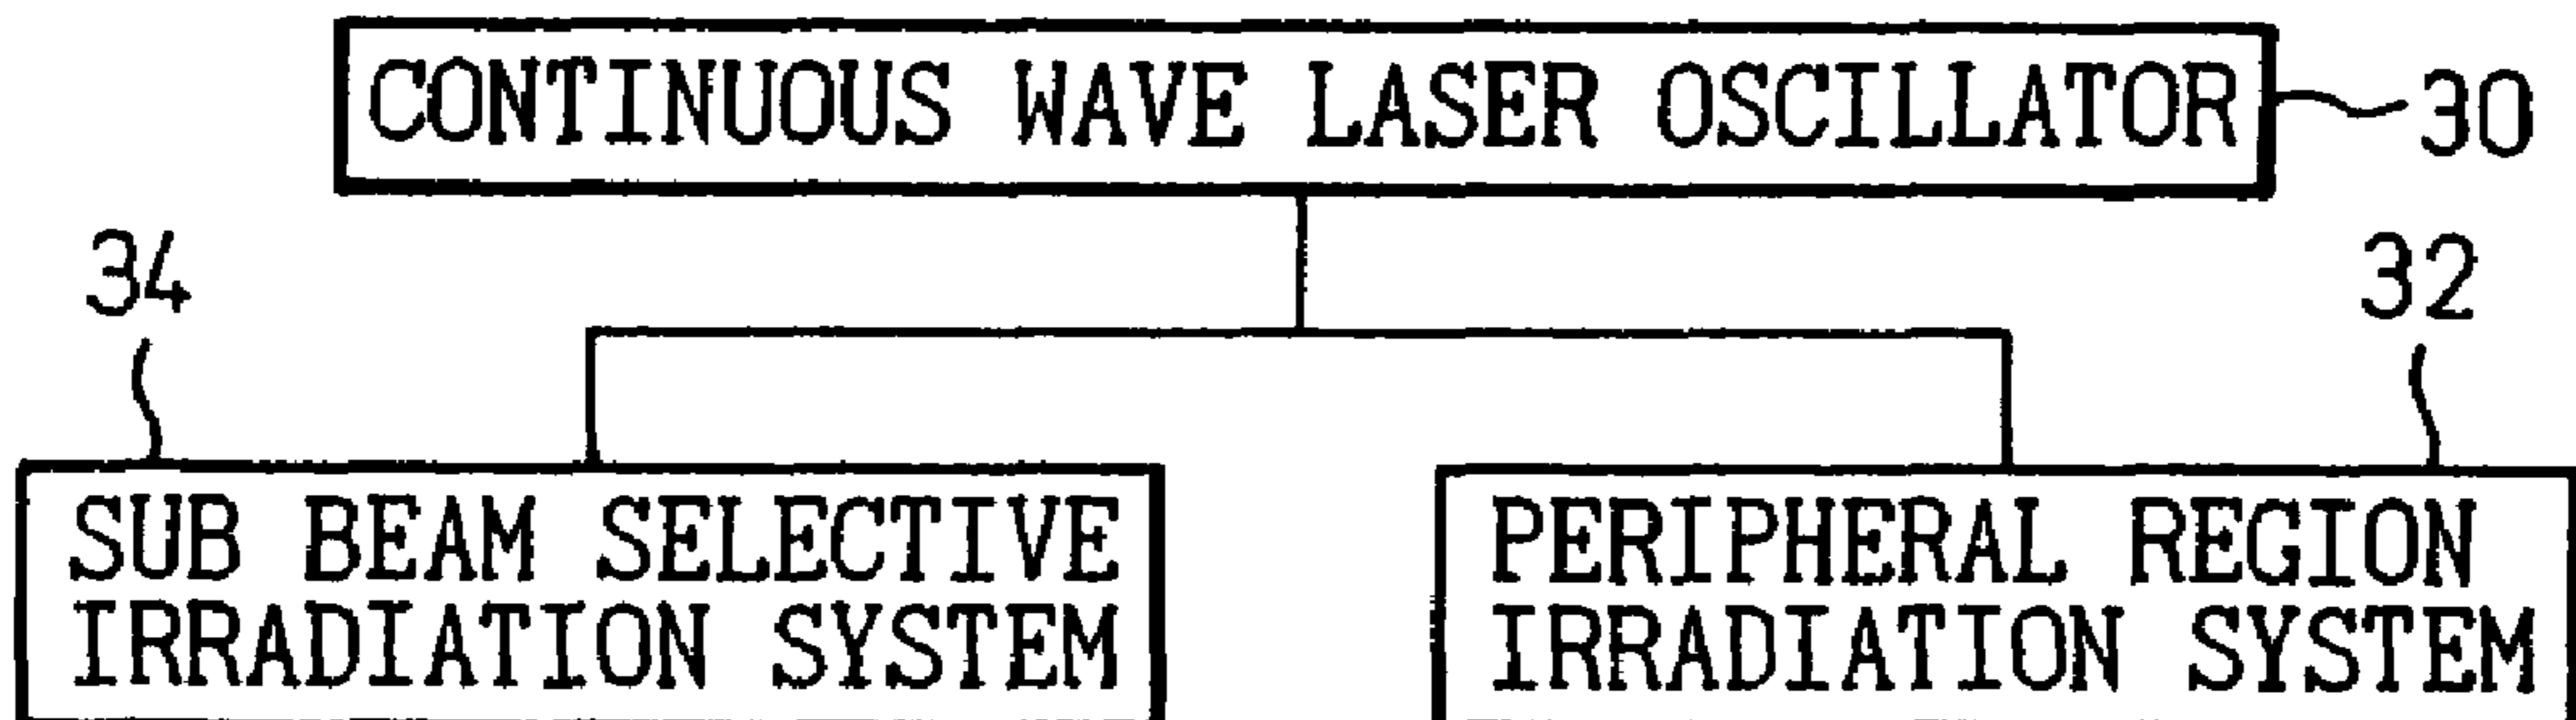 CONTINUOUS WAVE LASER OSCILLATOR
30
34
32
SUB BEAM SELECTIVE
IRRADIATION SYSTEM
PERIPHERAL REGION
IRRADIATION SYSTEM